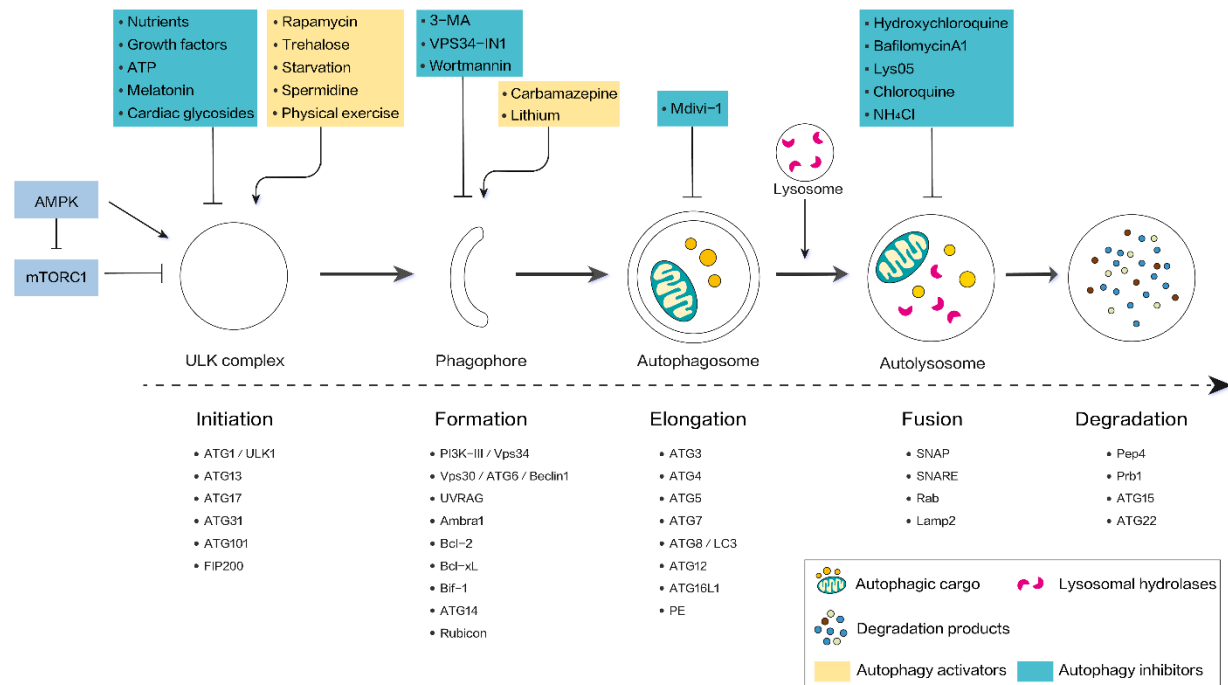 • Nutrients
• Growth factors
• ATP
• Melatonin
• Cardiac glycosides
• Rapamycin
• Trehalose
• Starvation
• Spermidine
• Physical exercise
• 3-MA
• VPS34-IN1
• Wortmannin
• Carbamazepine
• Lithium
• Mdivi-1
• Hydroxychloroquine
• BafilomycinA1
• Lys05
• Chloroquine
• NH₄Cl
Lysosome
AMPK
mTORC1
ULK complex
Phagophore
Autophagosome
Autolysosome
Initiation
• ATG1 / ULK1
• ATG13
• ATG17
• ATG31
• ATG101
• FIP200
Formation
• PI3K-III / Vps34
• Vps30 / ATG6 / Beclin1
• UVRAG
• Ambra1
• Bcl-2
• Bcl-xL
• Bif-1
• ATG14
• Rubicon
Elongation
• ATG3
• ATG4
• ATG5
• ATG7
• ATG8 / LC3
• ATG12
• ATG16L1
• PE
Fusion
• SNAP
• SNARE
• Rab
• Lamp2
Degradation
• Pep4
• Prb1
• ATG15
• ATG22
Autophagic cargo
Lysosomal hydrolases
Degradation products
Autophagy activators
Autophagy inhibitors